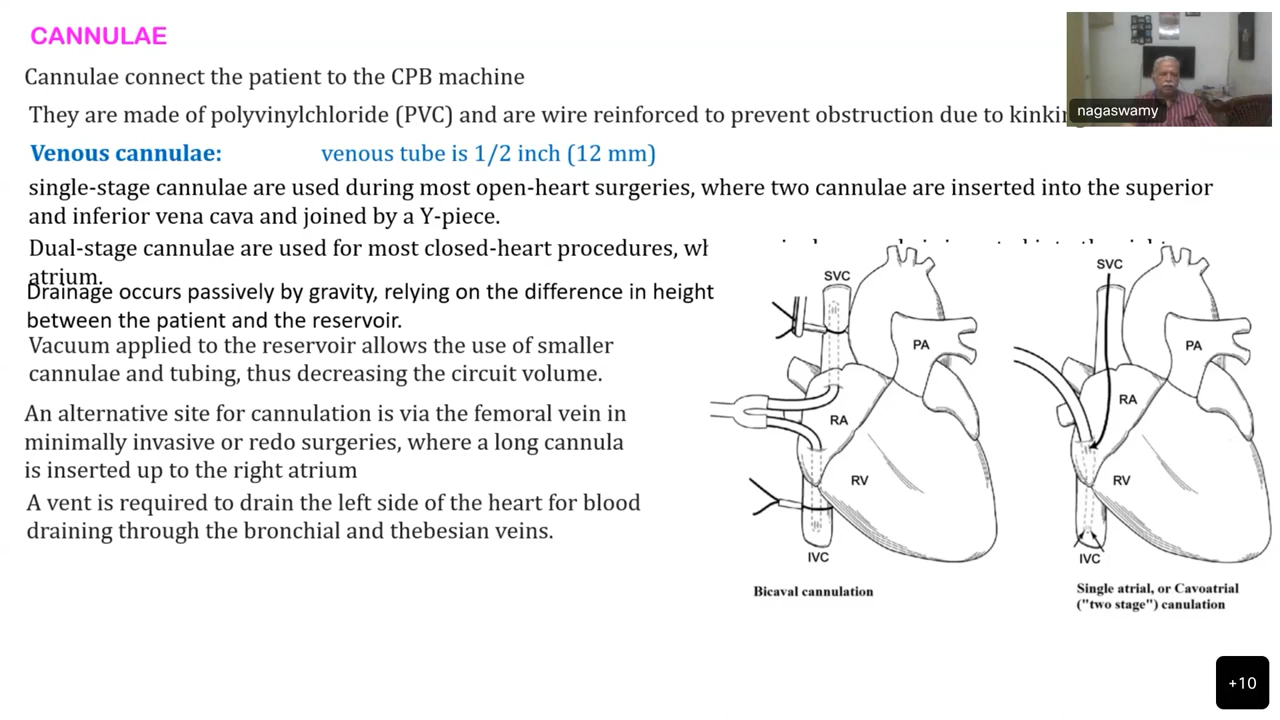 CANNULAE
Cannulae connect the patient to the CPB machine
They are made of polyvinylchloride (PVC) and are wire reinforced to prevent obstruction due to
nagaswamy
Venous cannulae: venous tube is 1/2 inch (12 mm)
single-stage cannulae are used during most open-heart surgeries, where two cannulae are inserted into the superior
and inferior vena cava and joined by a Y-piece.
Dual-stage cannulae are used for most closed-heart procedures,
atrium.
Drainage occurs passively by gravity, relying on the difference in height
between the patient and the reservoir.
Vacuum applied to the reservoir allows the use of smaller
cannulae and tubing, thus decreasing the circuit volume.
An alternative site for cannulation is via the femoral vein in
minimally invasive or redo surgeries, where a long cannula
is inserted up to the right atrium
A vent is required to drain the left side of the heart for blood
draining through the bronchial and thebesian veins.
SVC
PA
RA
RV
IVC
Bicaval cannulation
SVC
PA
RA
RV
IVC
Single atrial, or Cavoatrial
("two stage") canulation
+10